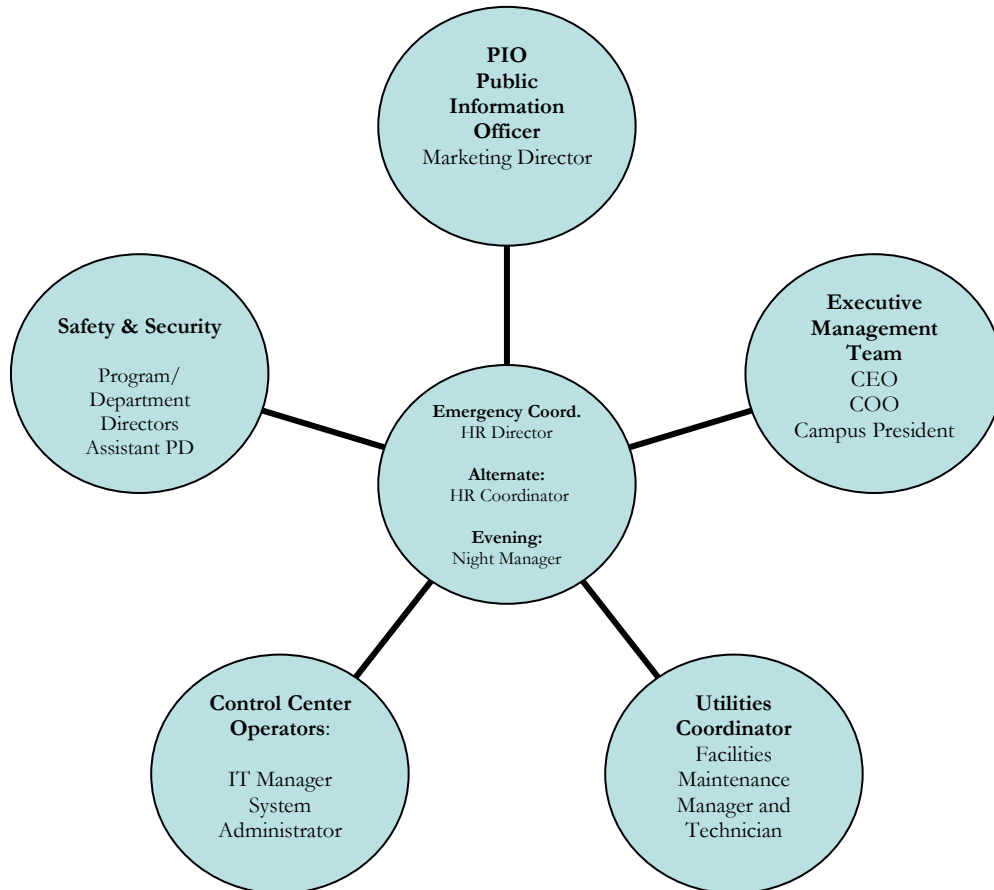 PIO
Public
Information
Officer
Marketing Director
Safety & Security
Program/
Department
Directors
Assistant PD
Executive
Management
Team
CEO
COO
Campus President
Emergency Coord.
HR Director
Alternate:
HR Coordinator
Evening:
Night Manager
Control Center
Operators:
IT Manager
System
Administrator
Utilities
Coordinator
Facilities
Maintenance
Manager and
Technician